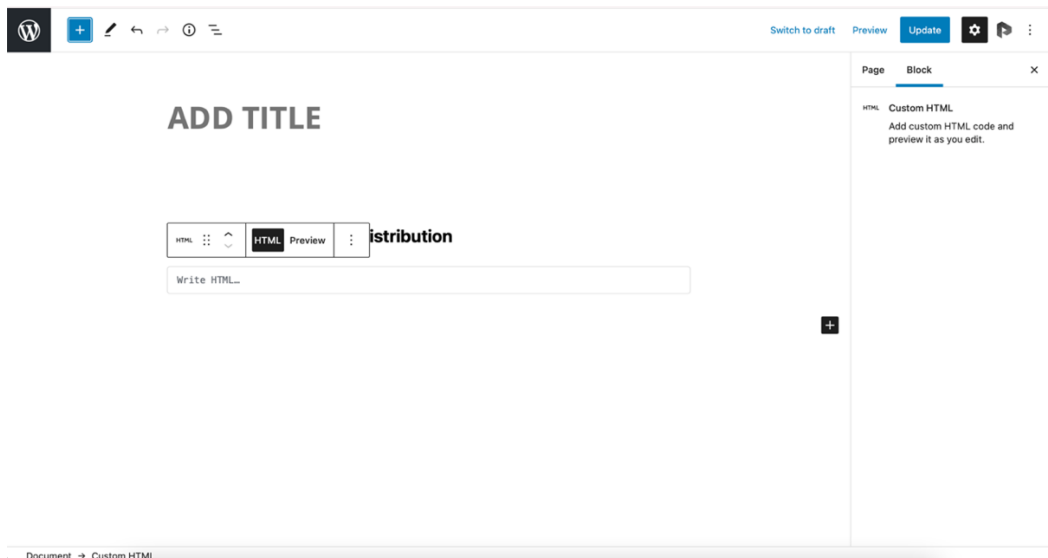 Switch to draft Preview Update
Page Block
ADD TITLE
HTML Custom HTML
Add custom HTML code and
preview it as you edit.
HTML HTML Preview istribution
Write HTML…
Document → Custom HTML